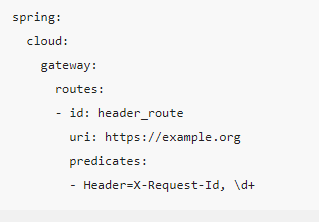 spring:
  cloud:
    gateway:
      routes:
      - id: header_route
        uri: https://example.org
        predicates:
        - Header=X-Request-Id, \d+